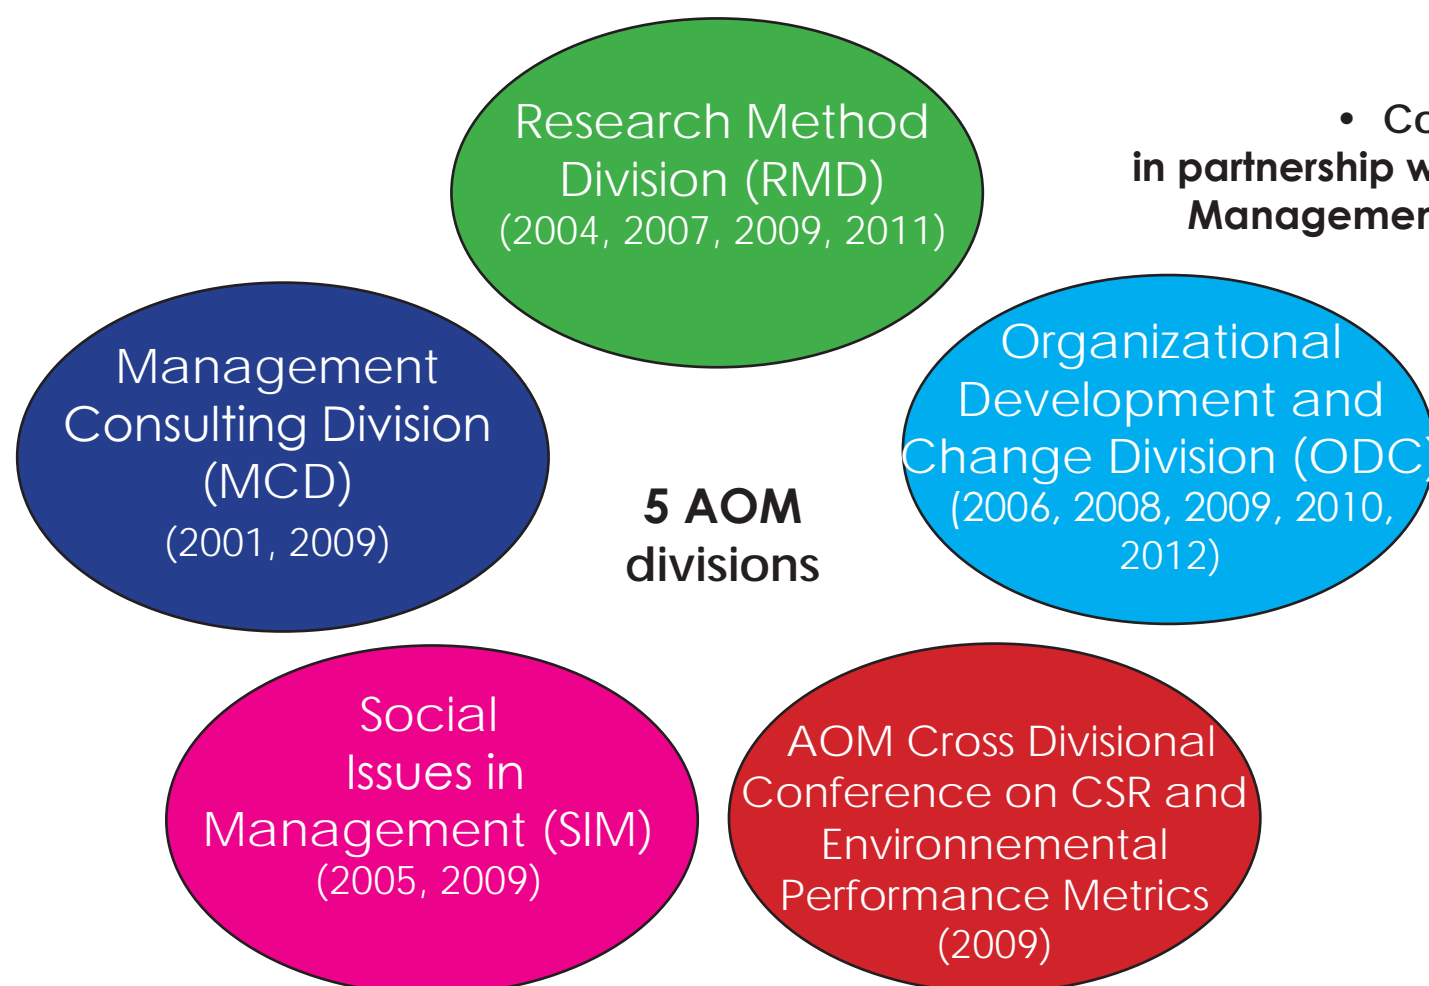 Research Method
Division (RMD)
(2004, 2007, 2009, 2011)
•
in partnership
Management
Consulting Division
(MCD)
(2001, 2009)
Organizational
Development and
Change Division (ODC)
(2006, 2008, 2009, 2010,
2012)
5 AOM
divisions
Social
Issues in
Management (SIM)
(2005, 2009)
AOM Cross Divisional
Conference on CSR and
Environnemental
Performance Metrics
(2009)